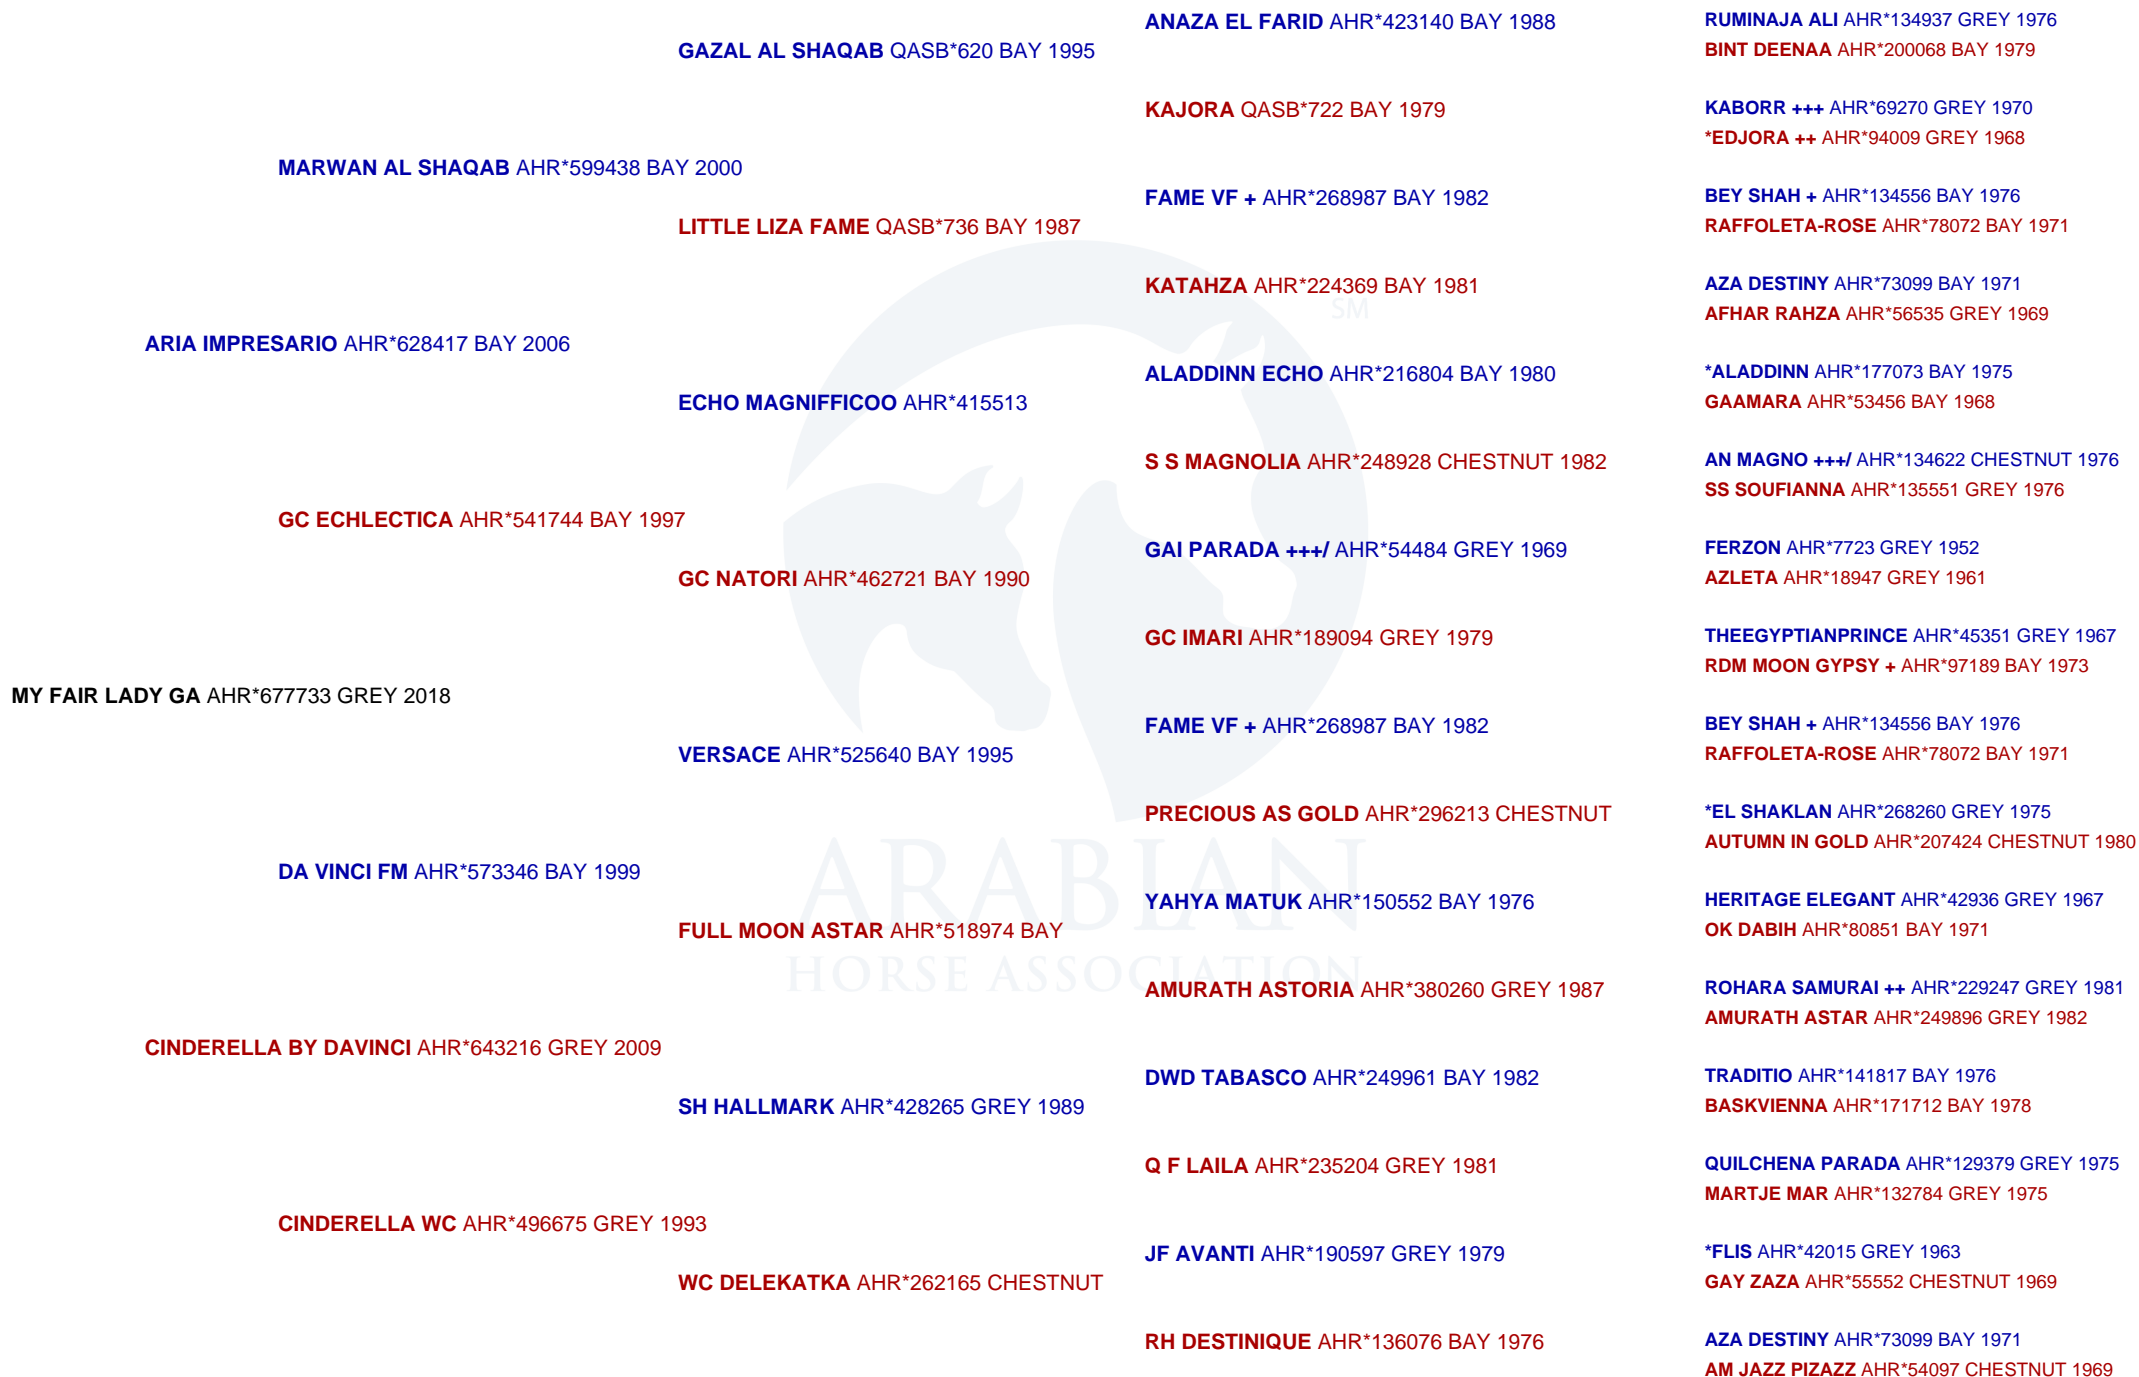 ANAZA EL FARID AHR*423140 BAY 1988
RUMINAJA ALI AHR*134937 GREY 1976
BINT DEENAA AHR*200068 BAY 1979
GAZAL AL SHAQAB QASB*620 BAY 1995
KAJORA QASB*722 BAY 1979
KABORR +++ AHR*69270 GREY 1970
*EDJORA ++ AHR*94009 GREY 1968
MARWAN AL SHAQAB AHR*599438 BAY 2000
FAME VF + AHR*268987 BAY 1982
BEY SHAH + AHR*134556 BAY 1976
RAFFOLETA-ROSE AHR*78072 BAY 1971
LITTLE LIZA FAME QASB*736 BAY 1987
KATAHZA AHR*224369 BAY 1981
AZA DESTINY AHR*73099 BAY 1971
AFHAR RAHZA AHR*56535 GREY 1969
SM
ARIA IMPRESARIO AHR*628417 BAY 2006
ALADDINN ECHO AHR*216804 BAY 1980
*ALADDINN AHR*177073 BAY 1975
GAAMARA AHR*53456 BAY 1968
ECHO MAGNIFFICOO AHR*415513
S S MAGNOLIA AHR*248928 CHESTNUT 1982
AN MAGNO +++/ AHR*134622 CHESTNUT 1976
SS SOUFIANNA AHR*135551 GREY 1976
GC ECHLECTICA AHR*541744 BAY 1997
GAI PARADA +++/ AHR*54484 GREY 1969
FERZON AHR*7723 GREY 1952
AZLETA AHR*18947 GREY 1961
GC NATORI AHR*462721 BAY 1990
GC IMARI AHR*189094 GREY 1979
THEEGYPTIANPRINCE AHR*45351 GREY 1967
RDM MOON GYPSY + AHR*97189 BAY 1973
MY FAIR LADY GA AHR*677733 GREY 2018
FAME VF + AHR*268987 BAY 1982
BEY SHAH + AHR*134556 BAY 1976
RAFFOLETA-ROSE AHR*78072 BAY 1971
VERSACE AHR*525640 BAY 1995
PRECIOUS AS GOLD AHR*296213 CHESTNUT
*EL SHAKLAN AHR*268260 GREY 1975
AUTUMN IN GOLD AHR*207424 CHESTNUT 1980
DA VINCI FM AHR*573346 BAY 1999
ARABIAN
YAHYA MATUK AHR*150552 BAY 1976
HERITAGE ELEGANT AHR*42936 GREY 1967
OK DABIH AHR*80851 BAY 1971
FULL MOON ASTAR AHR*518974 BAY
HORSE ASSOCIATION
AMURATH ASTORIA AHR*380260 GREY 1987
ROHARA SAMURAI ++ AHR*229247 GREY 1981
AMURATH ASTAR AHR*249896 GREY 1982
CINDERELLA BY DAVINCI AHR*643216 GREY 2009
DWD TABASCO AHR*249961 BAY 1982
TRADITIO AHR*141817 BAY 1976
BASKVIENNA AHR*171712 BAY 1978
SH HALLMARK AHR*428265 GREY 1989
Q F LAILA AHR*235204 GREY 1981
QUILCHENA PARADA AHR*129379 GREY 1975
MARTJE MAR AHR*132784 GREY 1975
CINDERELLA WC AHR*496675 GREY 1993
JF AVANTI AHR*190597 GREY 1979
*FLIS AHR*42015 GREY 1963
GAY ZAZA AHR*55552 CHESTNUT 1969
WC DELEKATKA AHR*262165 CHESTNUT
RH DESTINIQUE AHR*136076 BAY 1976
AZA DESTINY AHR*73099 BAY 1971
AM JAZZ PIZAZZ AHR*54097 CHESTNUT 1969